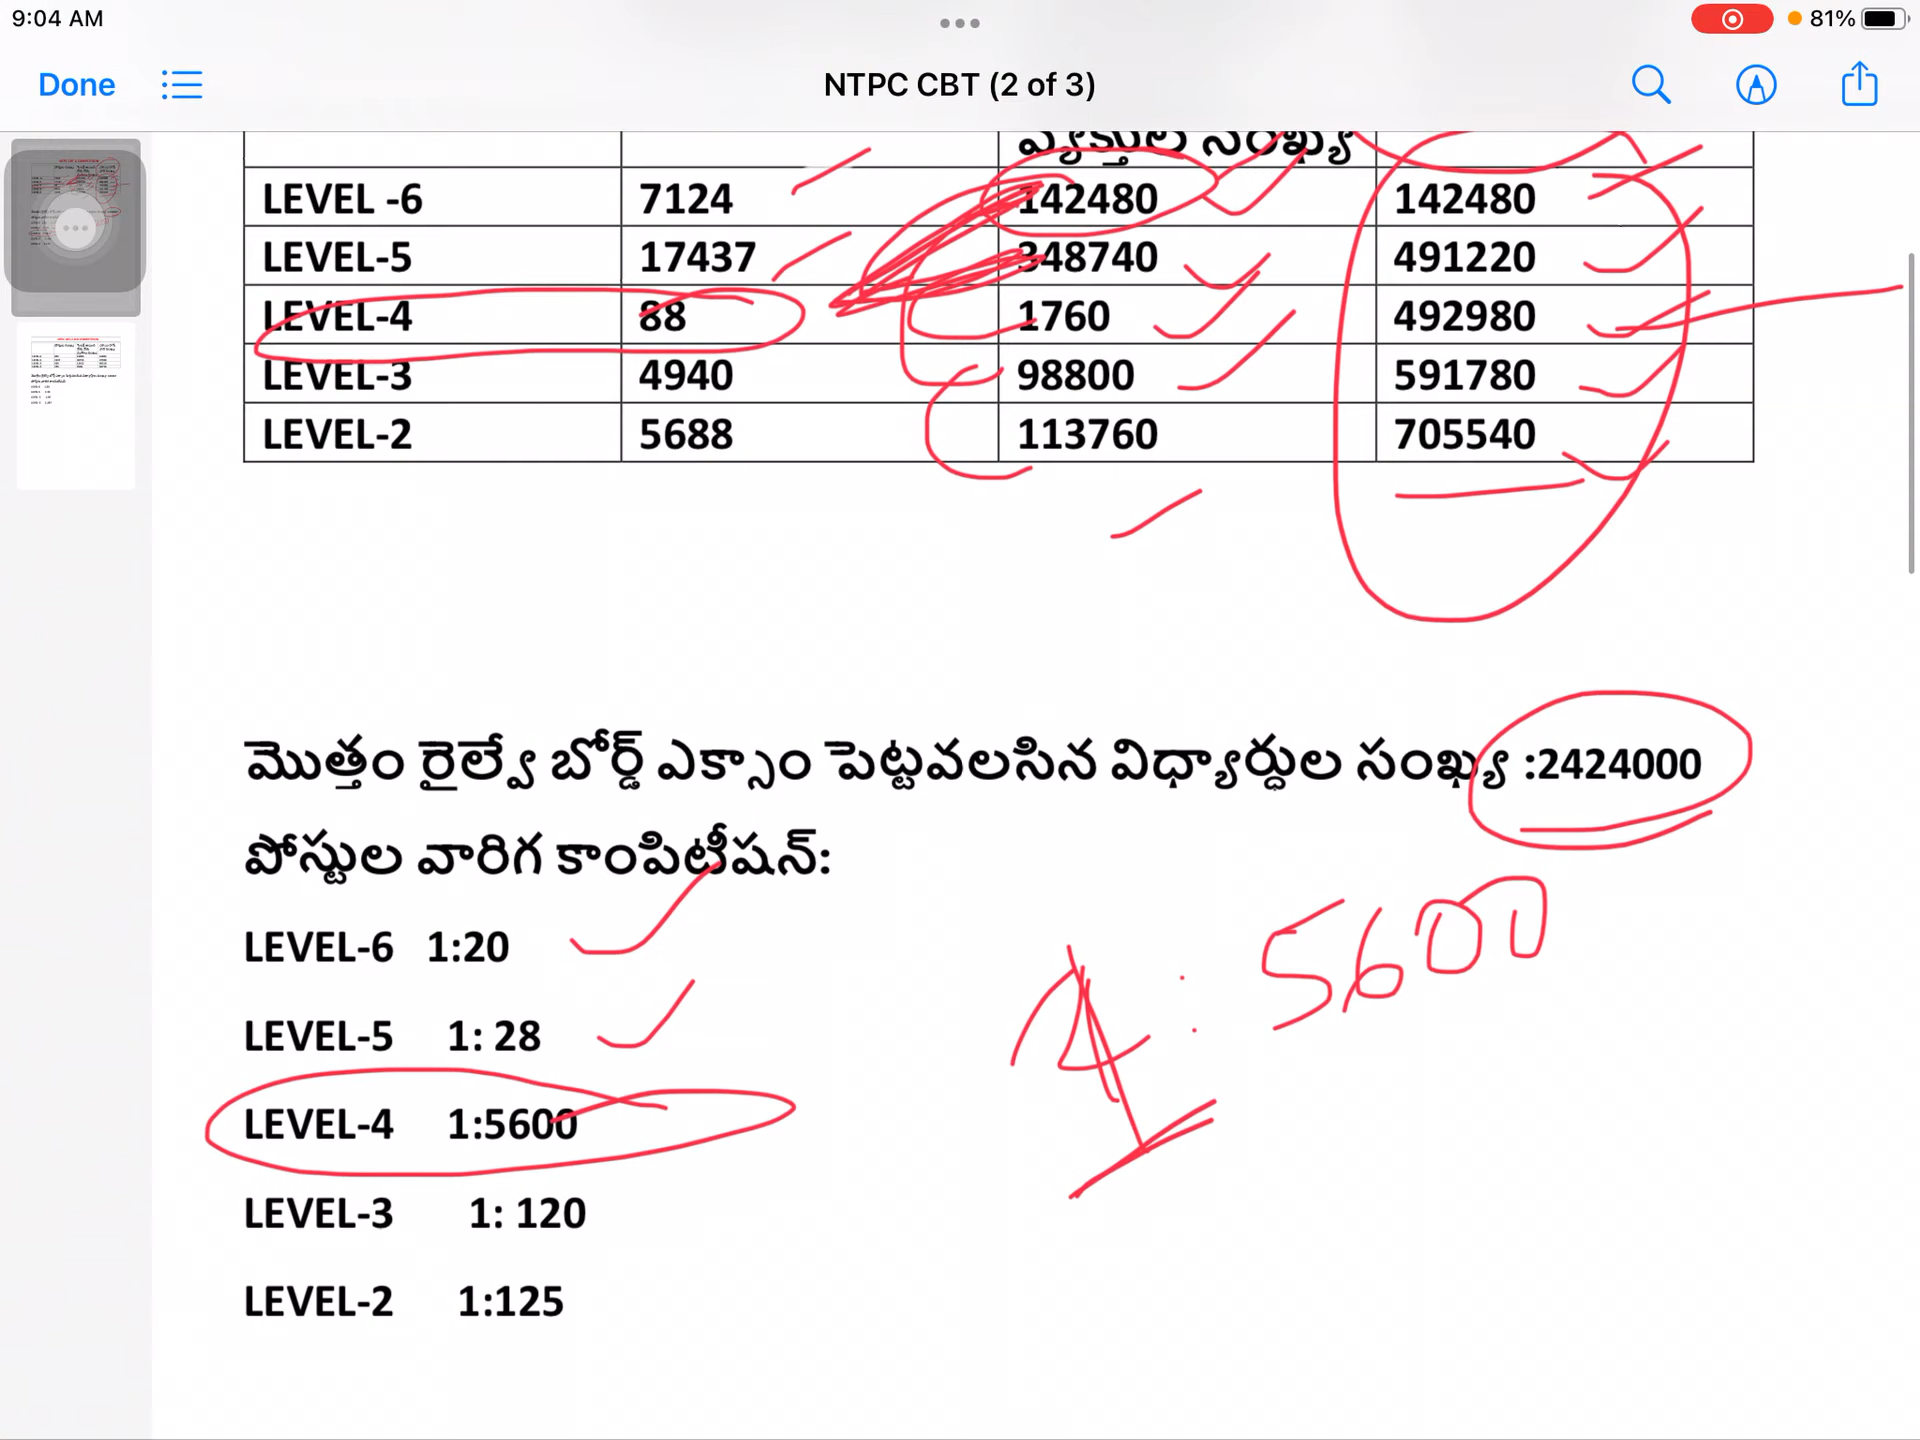 9:04 AM
81%
Done
NTPC CBT (2 of 3)
వ్యక్తుల సంఖ్య
LEVEL -6 7124 142480 142480
LEVEL-5 17437 348740 491220
LEVEL-4 88 1760 492980
LEVEL-3 4940 98800 591780
LEVEL-2 5688 113760 705540
మొత్తం రైల్వే బోర్డ్ ఎక్సాం పెట్టవలసిన విధ్యార్దుల సంఖ్య :2424000
పోస్టుల వారిగ కాంపిటీషన్:
LEVEL-6 1:20
: 5600
LEVEL-5 1: 28
LEVEL-4 1:5600
LEVEL-3 1: 120
LEVEL-2 1:125